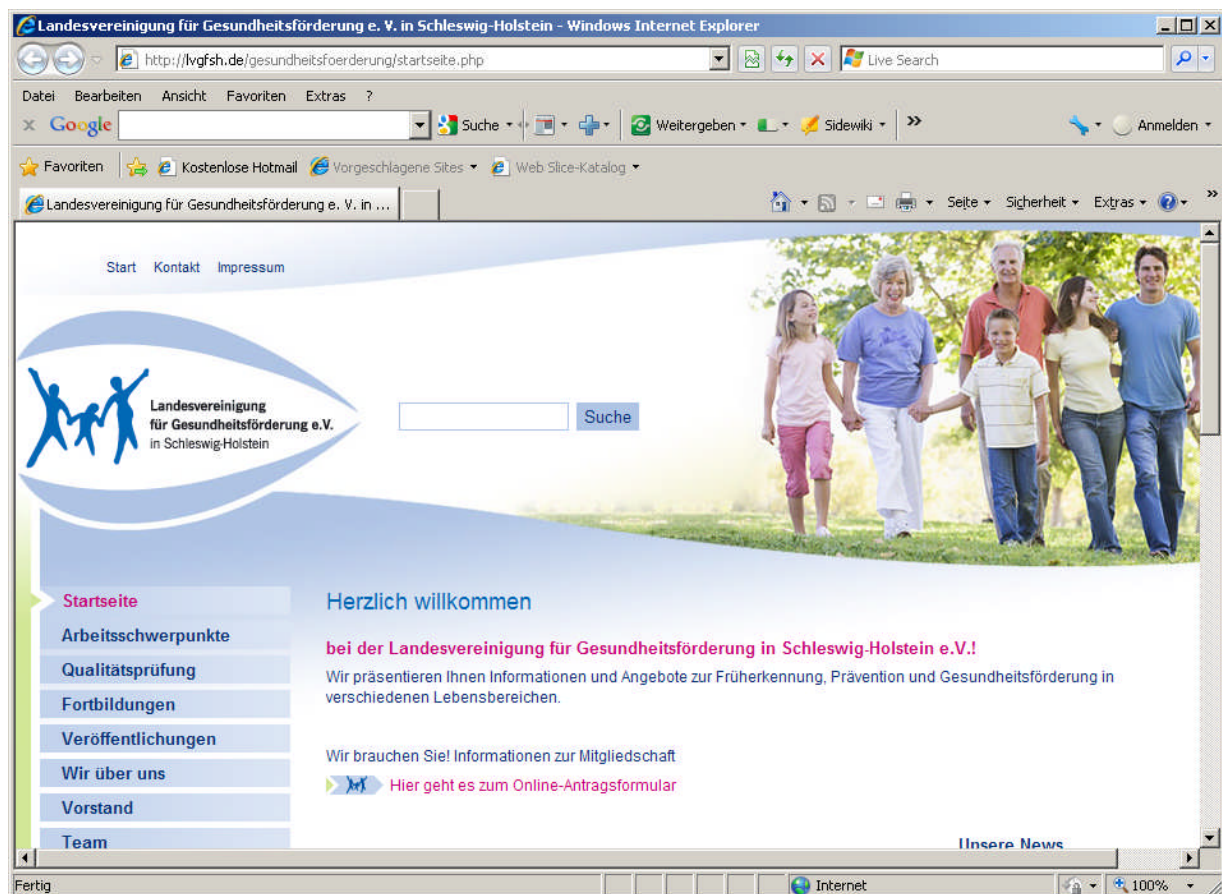 Landesvereinigung für Gesundheitsförderung e. V. in Schleswig-Holstein - Windows Internet Explorer
http://lvgfsh.de/gesundheitsfoerderung/startseite.php
Live Search
Datei Bearbeiten Ansicht Favoriten Extras ?
x Google Suche Weitergeben Sidewiki » Anmelden
Favoriten Kostenlose Hotmail Vorgeschlagene Sites Web Slice-Katalog
Landesvereinigung für Gesundheitsförderung e. V. in ...
Seite Sicherheit Extras »
Start Kontakt Impressum
Landesvereinigung
für Gesundheitsförderung e.V.
in Schleswig-Holstein
Suche
Startseite
Arbeitsschwerpunkte
Qualitätsprüfung
Fortbildungen
Veröffentlichungen
Wir über uns
Vorstand
Team
Herzlich willkommen
bei der Landesvereinigung für Gesundheitsförderung in Schleswig-Holstein e.V.!
Wir präsentieren Ihnen Informationen und Angebote zur Früherkennung, Prävention und Gesundheitsförderung in
verschiedenen Lebensbereichen.
Wir brauchen Sie! Informationen zur Mitgliedschaft
Hier geht es zum Online-Antragsformular
Unsere News
Fertig
Internet
100%